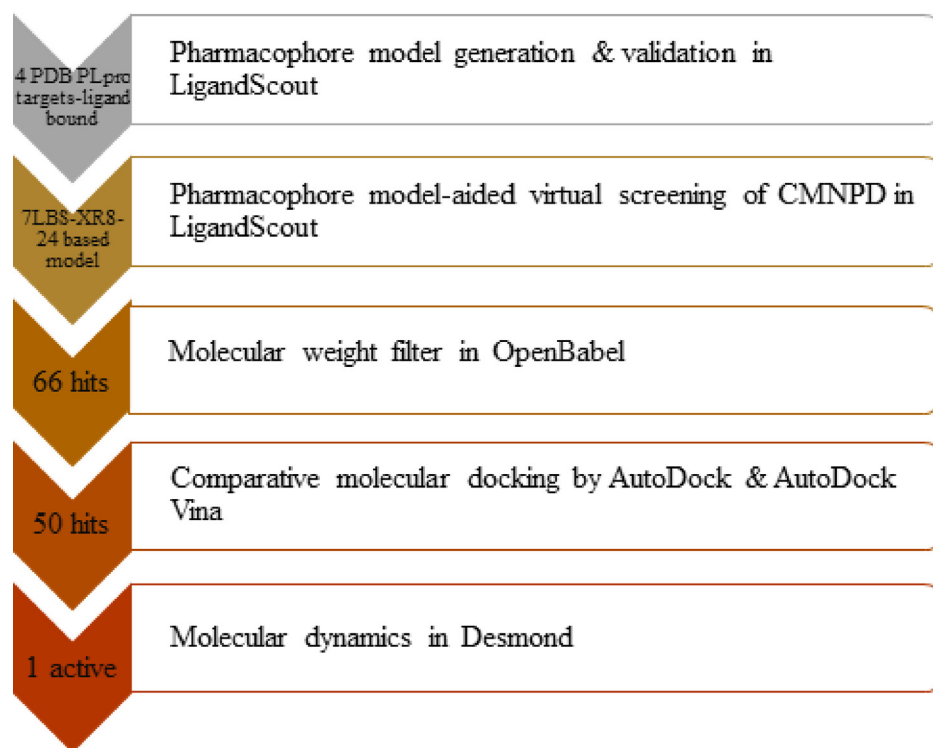 4 PDB PLpro
targets-ligand
bound
Pharmacophore model generation & validation in
LigandScout
7LBS-XR8-
24 based
model
Pharmacophore model-aided virtual screening of CMNPD in
LigandScout
66 hits
Molecular weight filter in OpenBabel
50 hits
Comparative molecular docking by AutoDock & AutoDock
Vina
1 active
Molecular dynamics in Desmond